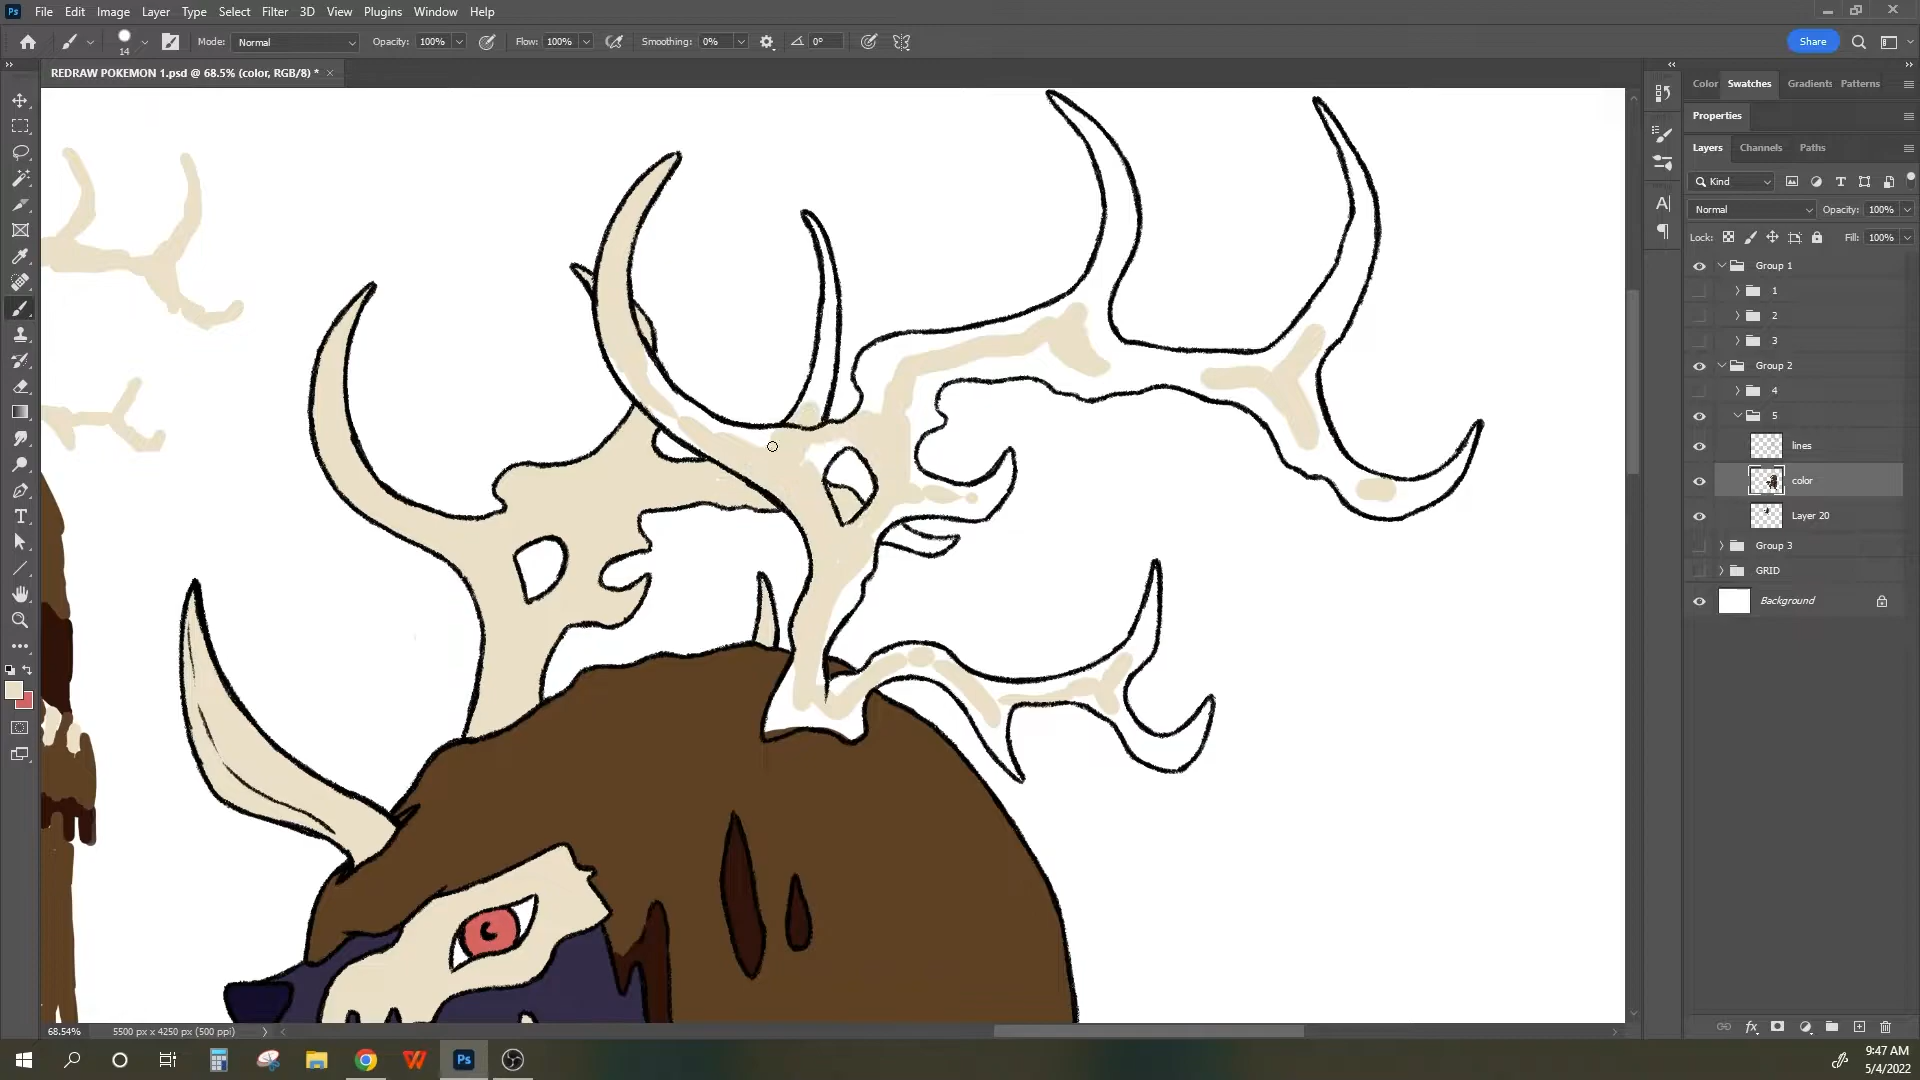 Ps File Edit Image Layer Type Select Filter 3D View Plugins Window Help
14 Mode: Normal Opacity: 100% Flow: 100% Smoothing: 0% 0° Share
REDRAW POKEMON 1.psd @ 68.5% (color, RGB/8) * ×
Color Swatches Gradients Patterns
Properties
Layers Channels Paths
Kind
Normal Opacity: 100%
Lock: Fill: 100%
Group 1
1
2
3
Group 2
4
5
lines
color
Layer 20
Group 3
GRID
Background
68.54% 5500 px x 4250 px (500 ppi)
Ps
9:47 AM
5/4/2022